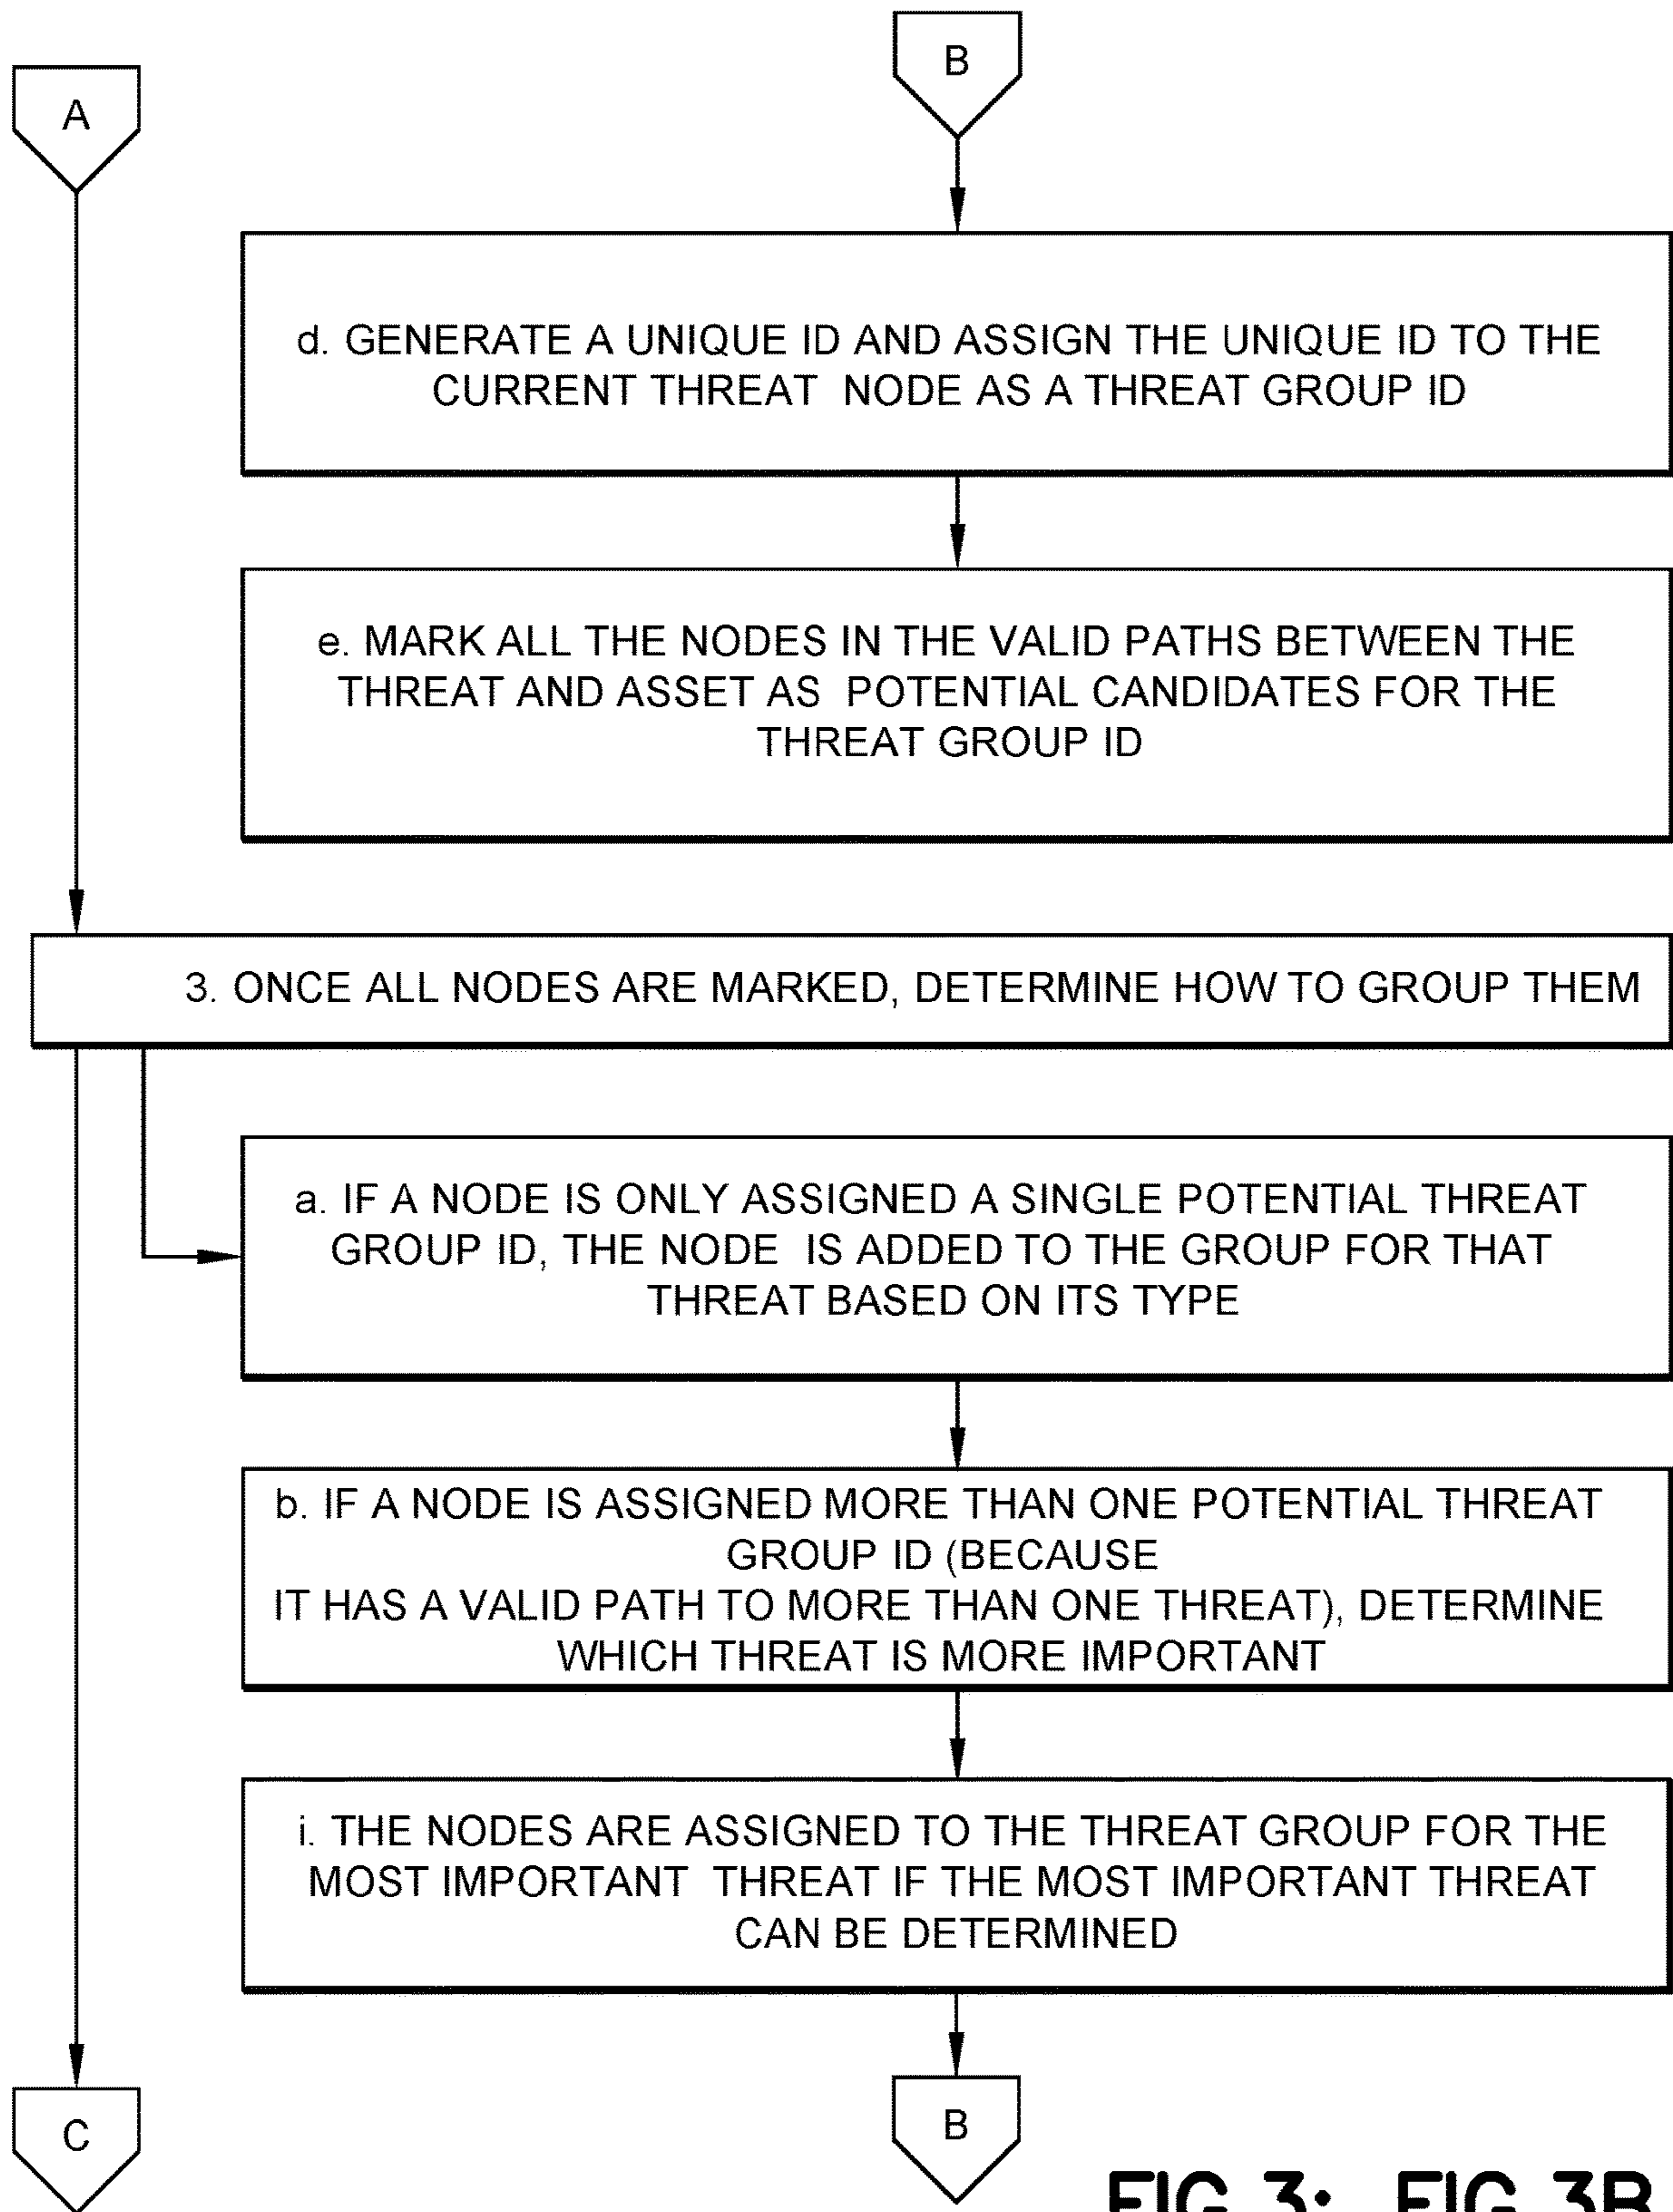 A
B
d. GENERATE A UNIQUE ID AND ASSIGN THE UNIQUE ID TO THE
CURRENT THREAT NODE AS A THREAT GROUP ID
e. MARK ALL THE NODES IN THE VALID PATHS BETWEEN THE
THREAT AND ASSET AS POTENTIAL CANDIDATES FOR THE
THREAT GROUP ID
3. ONCE ALL NODES ARE MARKED, DETERMINE HOW TO GROUP THEM
a. IF A NODE IS ONLY ASSIGNED A SINGLE POTENTIAL THREAT
GROUP ID, THE NODE IS ADDED TO THE GROUP FOR THAT
THREAT BASED ON ITS TYPE
b. IF A NODE IS ASSIGNED MORE THAN ONE POTENTIAL THREAT
GROUP ID (BECAUSE
IT HAS A VALID PATH TO MORE THAN ONE THREAT), DETERMINE
WHICH THREAT IS MORE IMPORTANT
i. THE NODES ARE ASSIGNED TO THE THREAT GROUP FOR THE
MOST IMPORTANT THREAT IF THE MOST IMPORTANT THREAT
CAN BE DETERMINED
C
B
FIG. 3: FIG. 3B